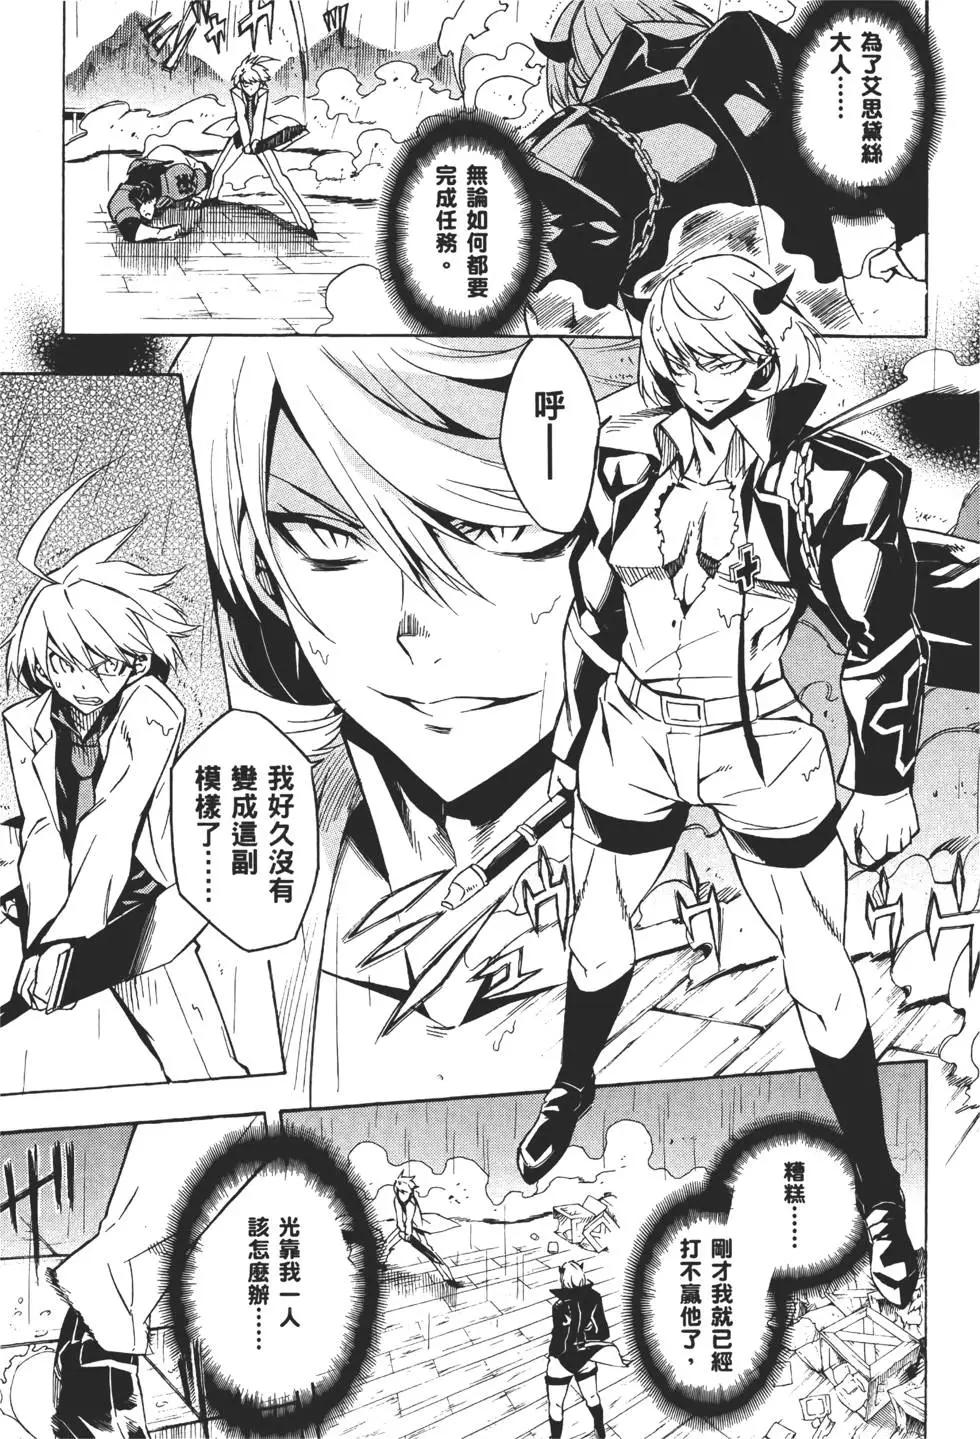 為了艾思黛絲
大人……
無論如何都要
完成任務。
呼—
我好久沒有
變成這副
模樣了……
糟糕……
剛才我就已經
打不贏他了，
光靠我一人
該怎麼辦……